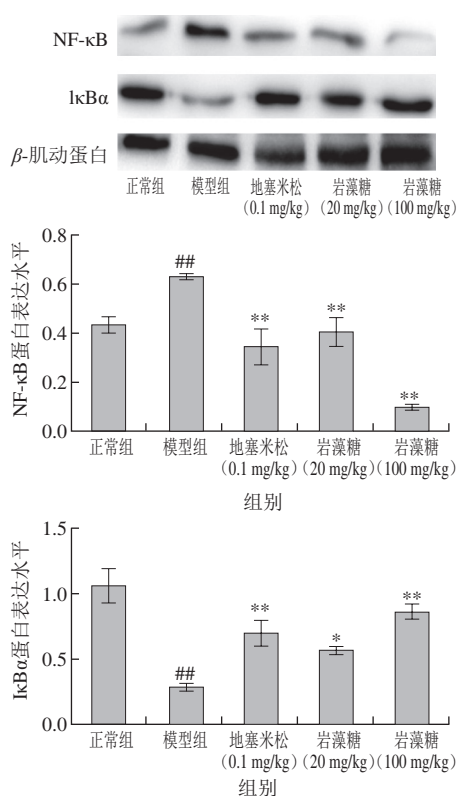 NF-κB
lκBα
β-肌动蛋白
正常组 模型组 地塞米松 岩藻糖 岩藻糖
(0.1 mg/kg) (20 mg/kg) (100 mg/kg)
NF-κB蛋白表达水平
0.8
0.6
0.4
0.2
0.0
##
**
**
**
正常组 模型组 地塞米松 岩藻糖 岩藻糖
(0.1 mg/kg) (20 mg/kg) (100 mg/kg)
组别
IκBα蛋白表达水平
1.5
1.0
0.5
0.0
##
**
*
**
正常组 模型组 地塞米松 岩藻糖 岩藻糖
(0.1 mg/kg) (20 mg/kg) (100 mg/kg)
组别